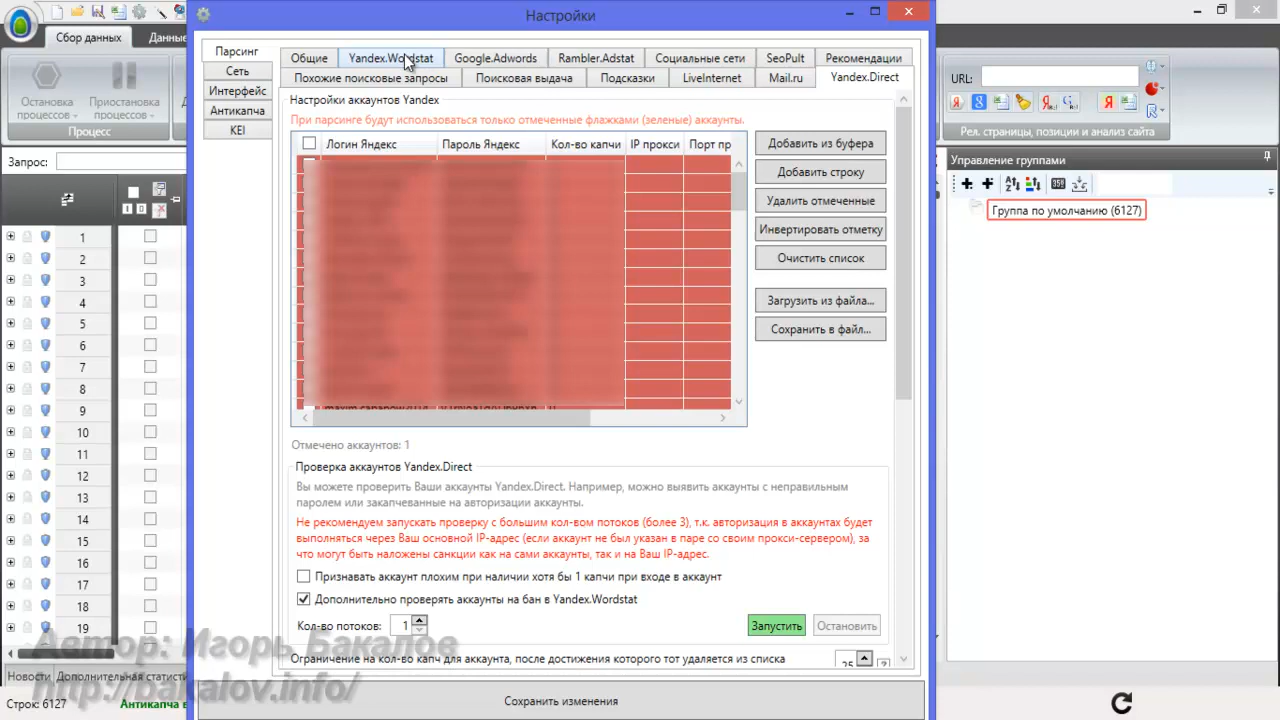 Настройки
Сбор данных
Данные
Остановка процессов
Приостановка процессов
Процесс
Запрос:
Парсинг
Сеть
Интерфейс
Антикапча
KEI
Общие
Yandex.Wordstat
Google.Adwords
Rambler.Adstat
Социальные сети
SeoPult
Рекомендации
Похожие поисковые запросы
Поисковая выдача
Подсказки
LiveInternet
Mail.ru
Yandex.Direct
Настройки аккаунтов Yandex
При парсинге будут использоваться только отмеченные флажками (зеленые) аккаунты.
Логин Яндекс
Пароль Яндекс
Кол-во капчи
IP прокси
Порт пр
Добавить из буфера
Добавить строку
Удалить отмеченные
Инвертировать отметку
Очистить список
Загрузить из файла...
Сохранить в файл...
Отмечено аккаунтов: 1
Проверка аккаунтов Yandex.Direct
Вы можете проверить Ваши аккаунты Yandex.Direct. Например, можно выявить аккаунты с неправильным
паролем или закапчеванные на авторизации аккаунты.
Не рекомендуем запускать проверку с большим кол-вом потоков (более 3), т.к. авторизация в аккаунтах будет
выполняться через Ваш основной IP-адрес (если аккаунт не был указан в паре со своим прокси-сервером), за
что могут быть наложены санкции как на сами аккаунты, так и на Ваш IP-адрес.
Признавать аккаунт плохим при наличии хотя бы 1 капчи при входе в аккаунт
Дополнительно проверять аккаунты на бан в Yandex.Wordstat
Кол-во потоков: 1
Запустить
Остановить
Ограничение на кол-во капч для аккаунта, после достижения которого тот удаляется из списка
25
Сохранить изменения
URL:
Рел. страницы, позиции и анализ сайта
Управление группами
Группа по умолчанию (6127)
1
2
3
4
5
6
7
8
9
10
11
12
13
14
15
16
17
18
19
Автор: Игорь Бакалов
http://bakalov.info/
Новости
Дополнительная статисти
Строк: 6127
Антикапча в